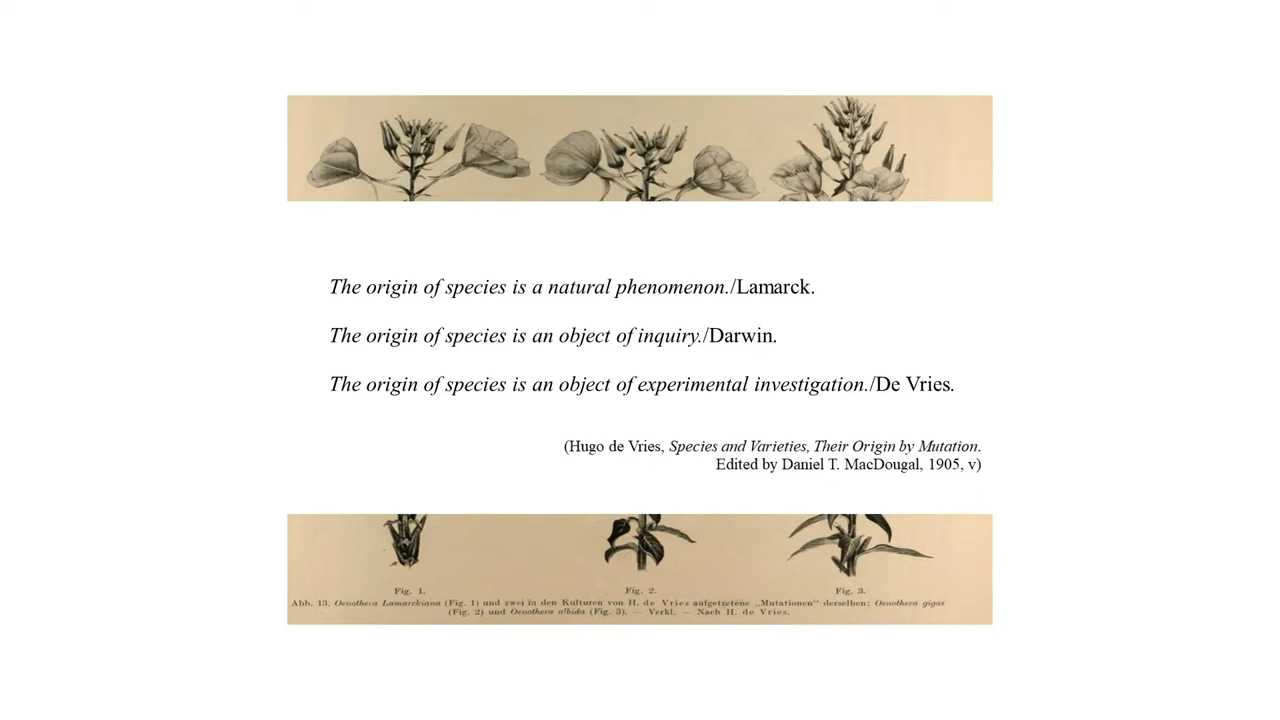 The origin of species is a natural phenomenon./Lamarck.
The origin of species is an object of inquiry./Darwin.
The origin of species is an object of experimental investigation./De Vries.
(Hugo de Vries, Species and Varieties, Their Origin by Mutation.
Edited by Daniel T. MacDougal, 1905, v)
Fig. 1. Fig. 2. Fig. 3.
Abb. 13. Oenothera Lamarckiana (Fig. 1) und zwei in den Kulturen von H. de Vries aufgetretene „Mutationen“ derselben; Oenothera gigas
(Fig. 2) und Oenothera albida (Fig. 3). — Verkl. — Nach H. de Vries.